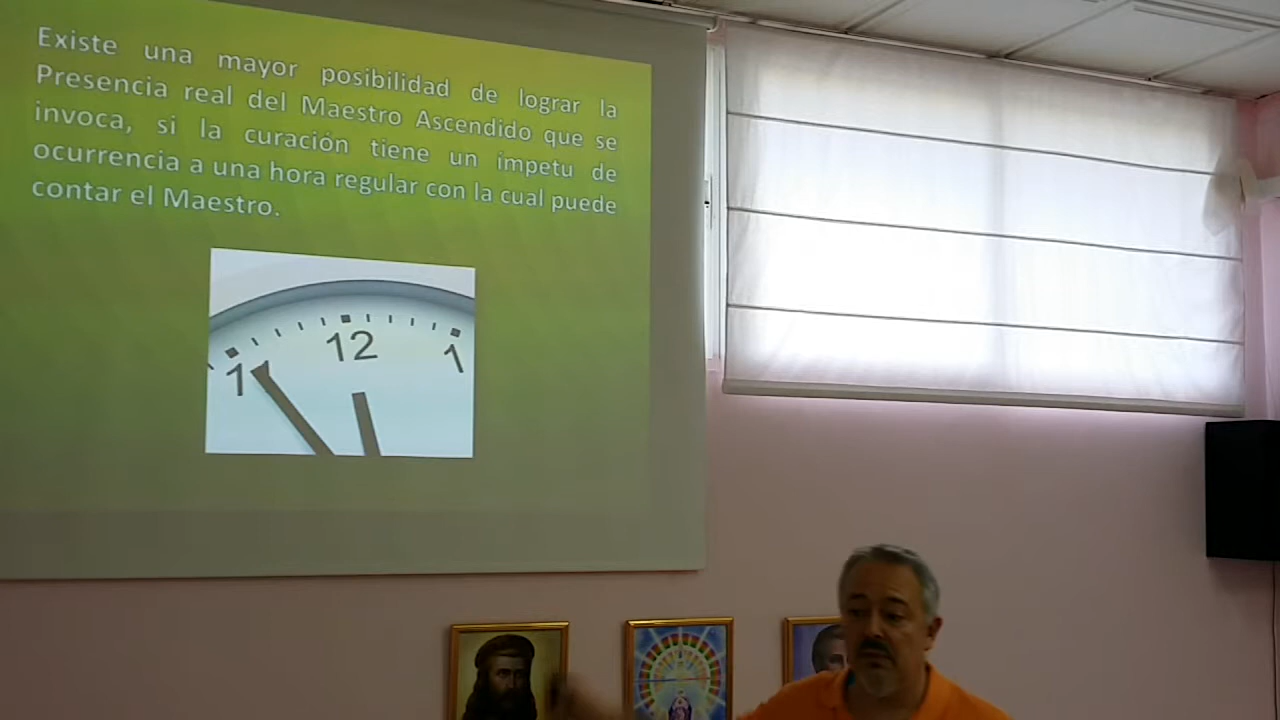 Existe una mayor posibilidad de lograr la
Presencia real del Maestro Ascendido que se
invoca, si la curación tiene un ímpetu de
ocurrencia a una hora regular con la cual puede
contar el Maestro.
12
1
1